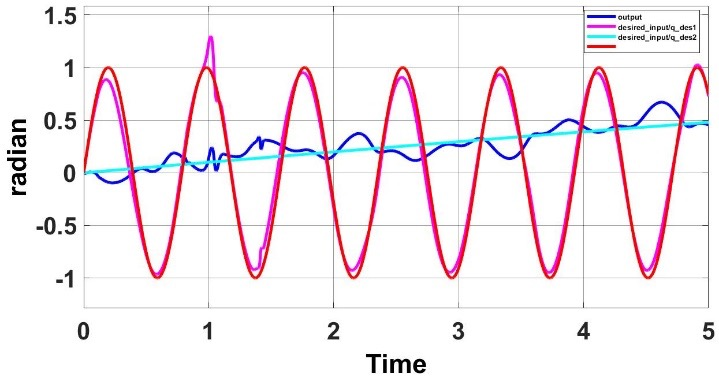 output
desired_input/q_des1
desired_input/q_des2
1.5
1
0.5
0
-0.5
-1
radian
0 1 2 3 4 5
Time